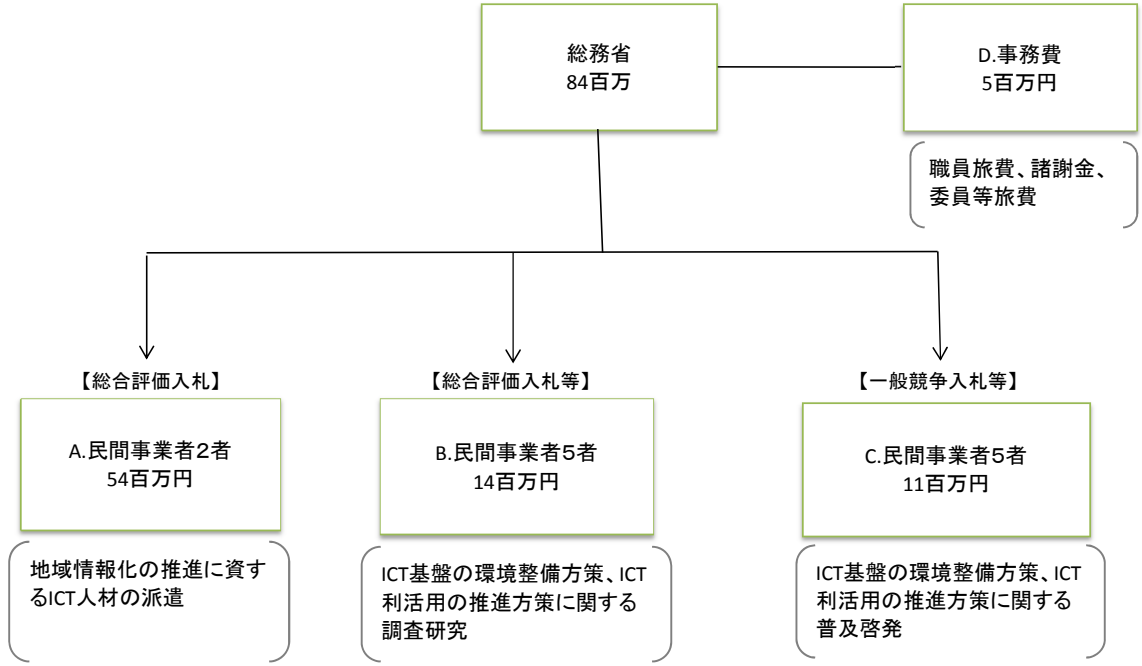 総務省
84百万
D.事務費
5百万円
職員旅費、諸謝金、
委員等旅費
【総合評価入札】
A.民間事業者2者
54百万円
地域情報化の推進に資す
るICT人材の派遣
【総合評価入札等】
B.民間事業者5者
14百万円
ICT基盤の環境整備方策、ICT
利活用の推進方策に関する
調査研究
【一般競争入札等】
C.民間事業者5者
11百万円
ICT基盤の環境整備方策、ICT
利活用の推進方策に関する
普及啓発